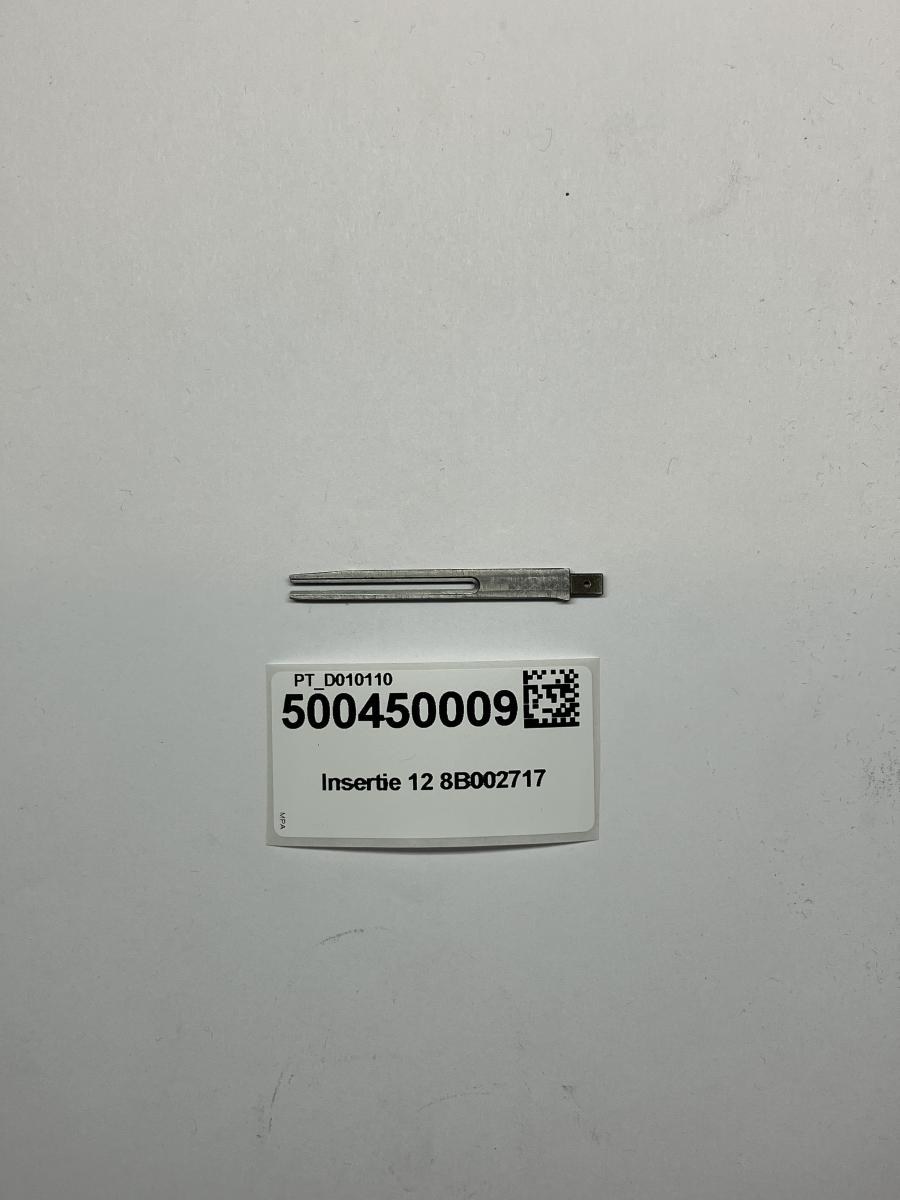 PT_D010110
500450009
Insertie 12 8B002717
MPA